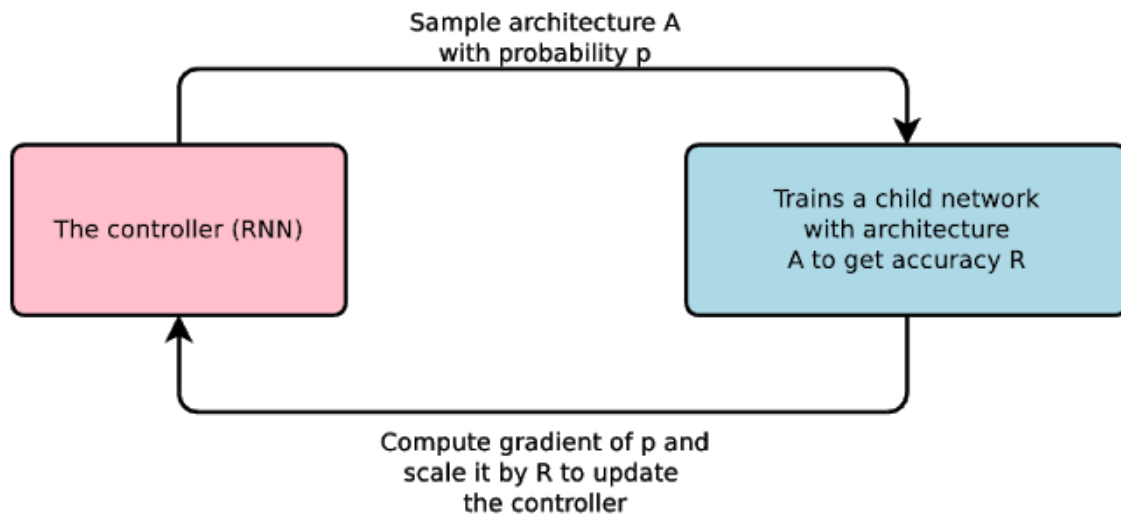 Sample architecture A
with probability p
The controller (RNN)
Trains a child network
with architecture
A to get accuracy R
Compute gradient of p and
scale it by R to update
the controller